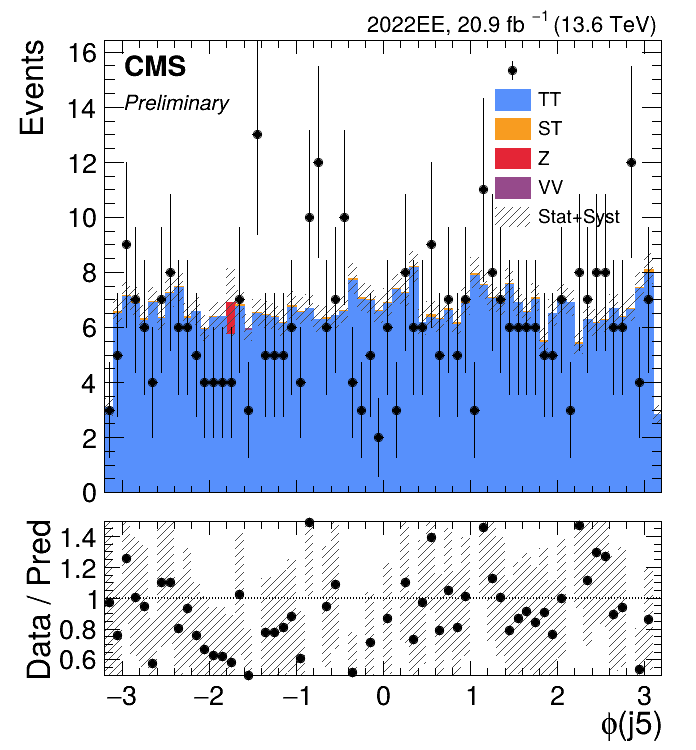 2022EE, 20.9 fb⁻¹ (13.6 TeV)
CMS
Preliminary
TT
ST
Z
VV
Stat+Syst
Events
16
14
12
10
8
6
4
2
0
Data / Pred
1.4
1.2
1
0.8
0.6
−3 −2 −1 0 1 2 3
ϕ(j5)